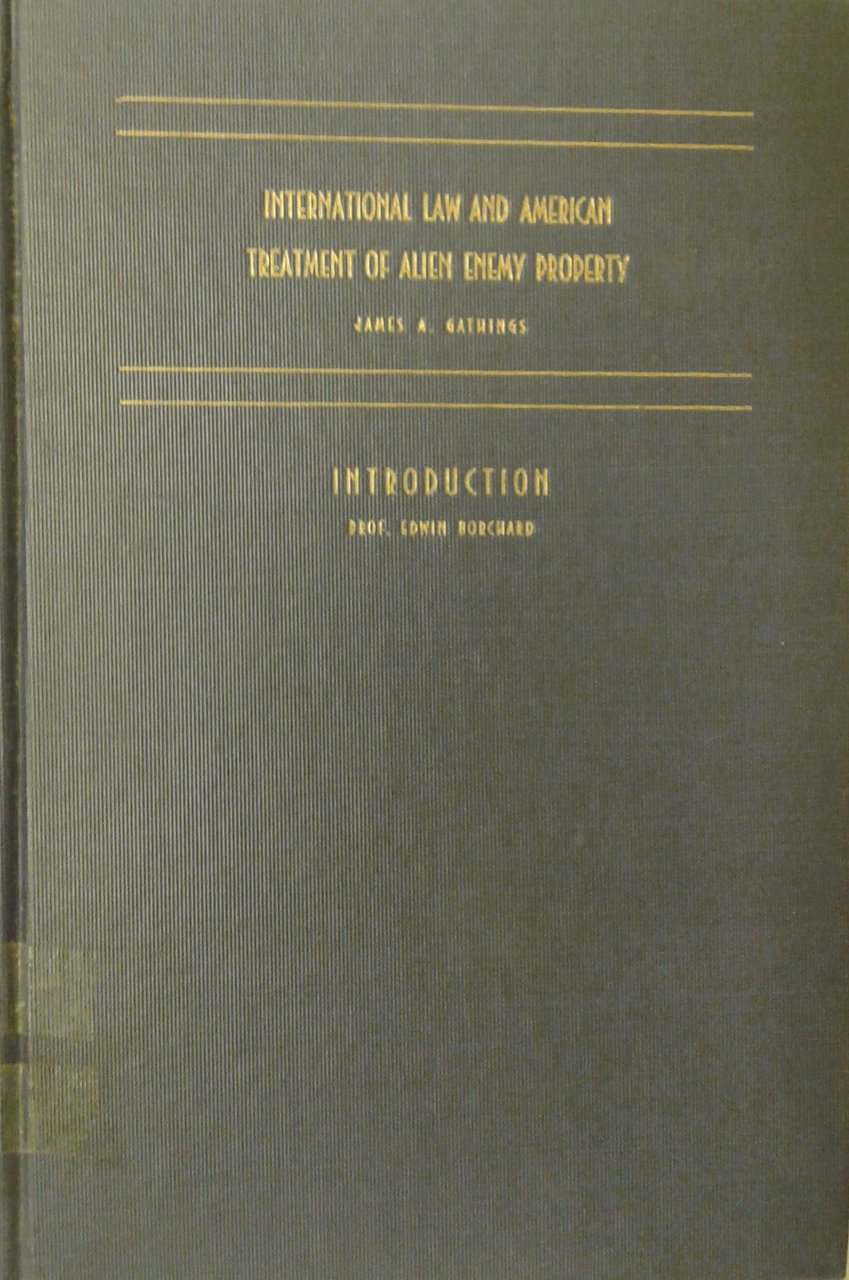 INTERNATIONAL LAW AND AMERICAN
TREATMENT OF ALIEN ENEMY PROPERTY
JAMES A. GATHINGS
INTRODUCTION
PROF. EDWIN BORCHARD